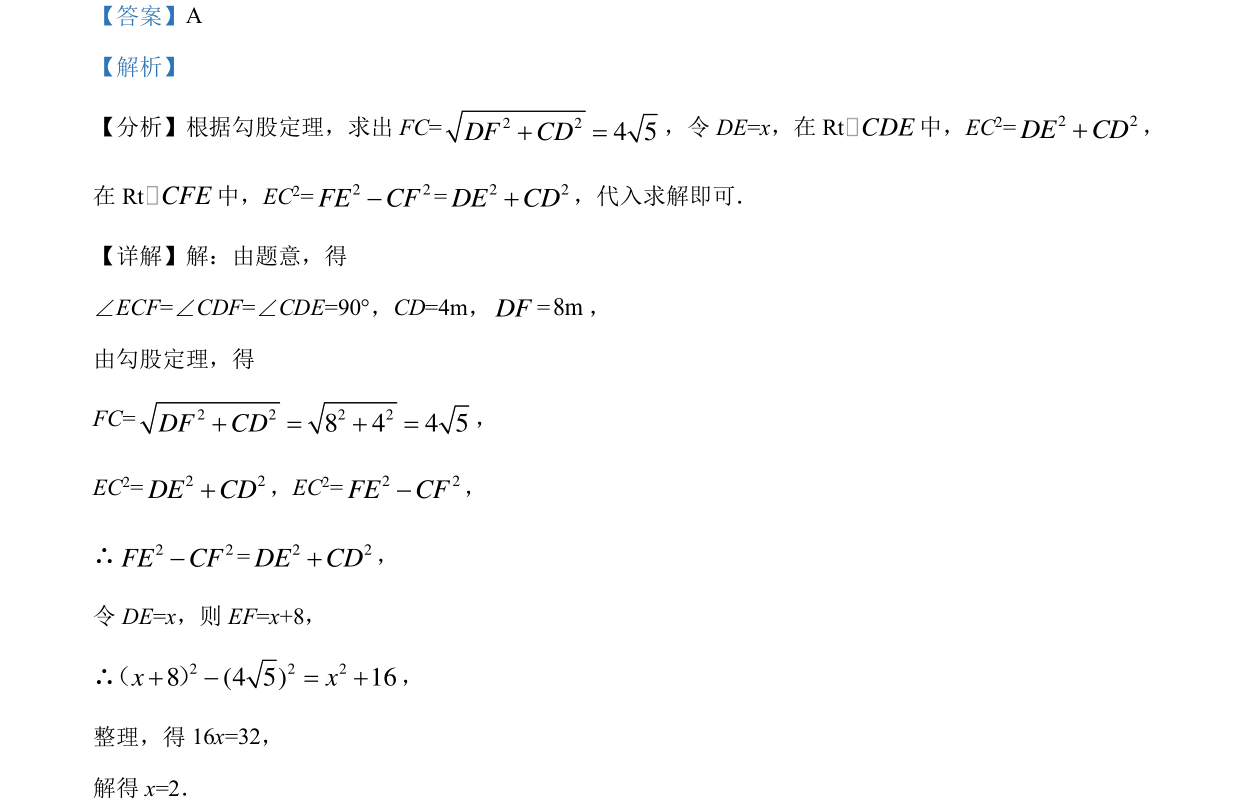 【答案】A
【解析】
【分析】根据勾股定理，求出 FC=√(DF²+CD²)=4√5，令 DE=x，在 Rt□CDE 中，EC²=DE²+CD²，
在 Rt□CFE 中，EC²=FE²−CF²=DE²+CD²，代入求解即可．
【详解】解：由题意，得
∠ECF=∠CDF=∠CDE=90°，CD=4m，DF=8m，
由勾股定理，得
FC=√(DF²+CD²)=√(8²+4²)=4√5，
EC²=DE²+CD²，EC²=FE²−CF²，
∴FE²−CF²=DE²+CD²，
令 DE=x，则 EF=x+8，
∴（x+8)²−(4√5)²=x²+16，
整理，得 16x=32，
解得 x=2．